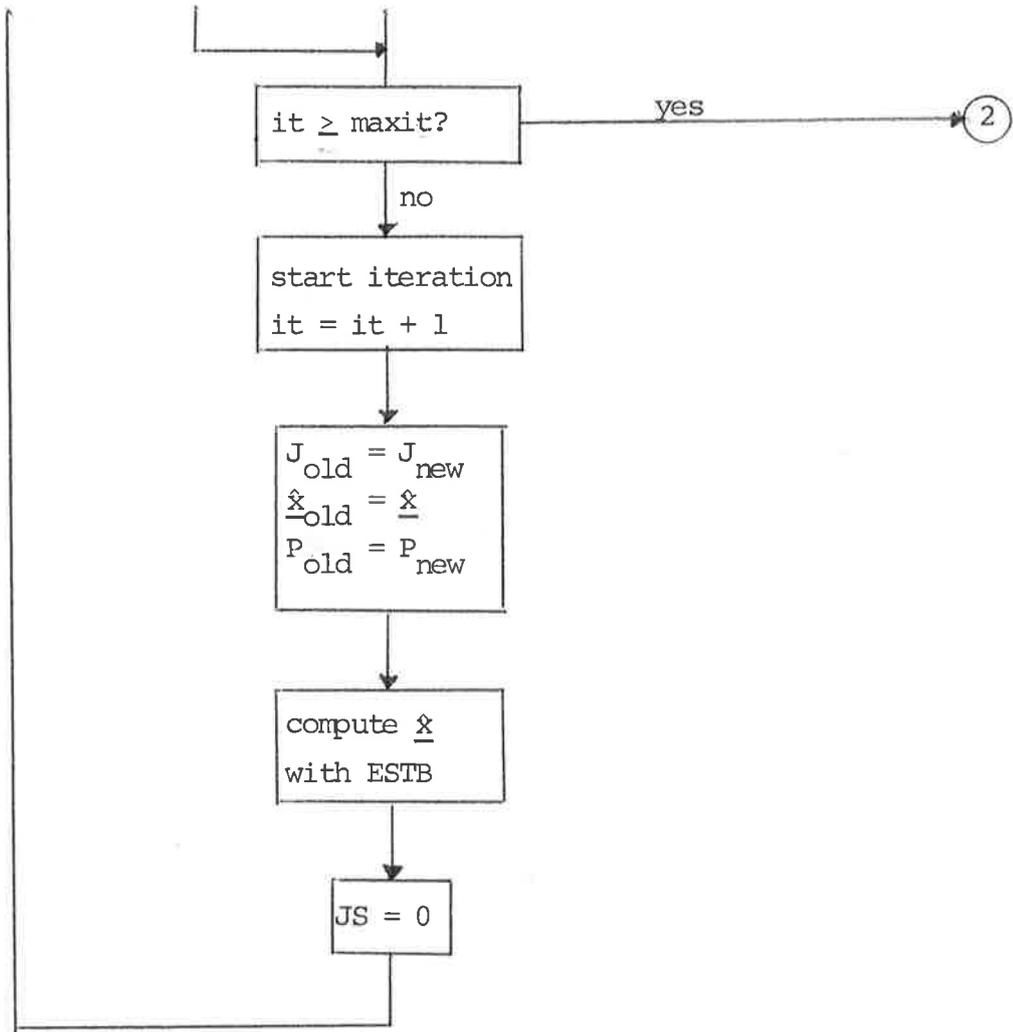 it ≥ maxit?
yes
2
no
start iteration
it = it + 1
J_old = J_new
x̂_old = x̂
P_old = P_new
compute x̂
with ESTB
JS = 0